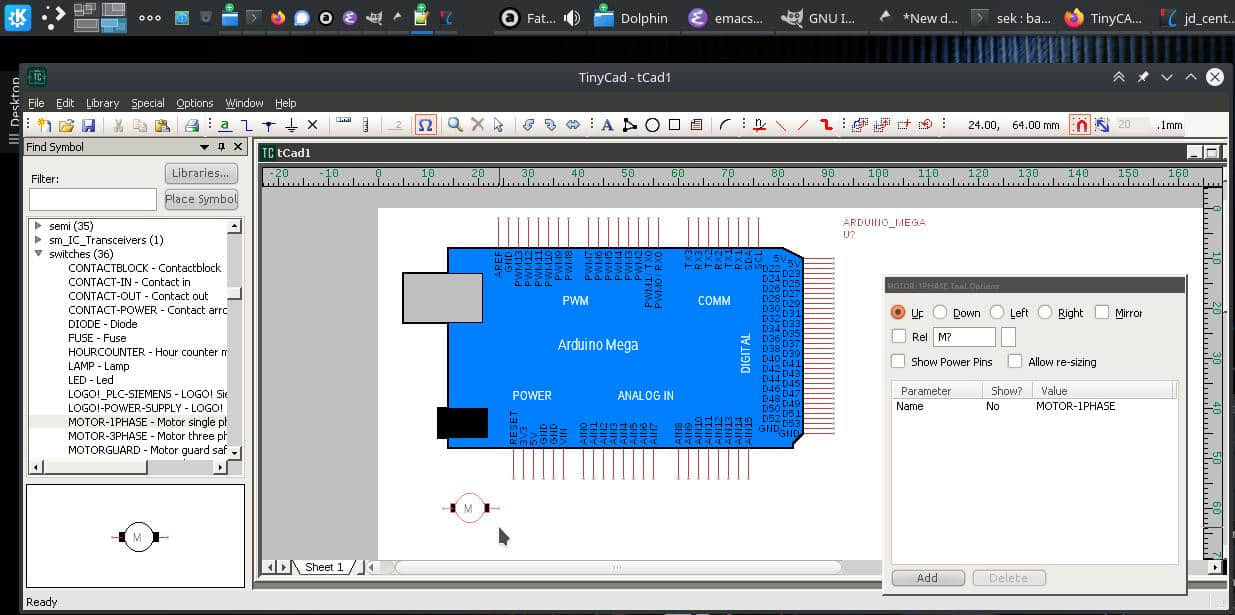 Fat...
Dolphin
emacs...
GNU I...
*New d...
sek : ba...
TinyCA...
jd_cent...
Desktop
TinyCad - tCad1
File Edit Library Special Options Window Help
24.00, 64.00 mm
20
.1mm
Find Symbol
Filter:
Libraries...
Place Symbol
semi (35)
sm_IC_Transceivers (1)
switches (36)
CONTACTBLOCK - Contactblock
CONTACT-IN - Contact in
CONTACT-OUT - Contact out
CONTACT-POWER - Contact arro
DIODE - Diode
FUSE - Fuse
HOURCOUNTER - Hour counter m
LAMP - Lamp
LED - Led
LOGO!_PLC-SIEMENS - LOGO! Sie
LOGO!-POWER-SUPPLY - LOGO!
MOTOR-1PHASE - Motor single ph
MOTOR-3PHASE - Motor three ph
MOTORGUARD - Motor guard saf
M
Ready
TC tCad1
-20 -10 0 10 20 30 40 50 60 70 80 90 100 110 120 130 140 150 160
0
10
20
30
40
50
60
7
ARDUINO_MEGA
U?
AREF
GND
PWM13
PWM12
PWM11
PWM10
PWM9
PWM8
PWM7
PWM6
PWM5
PWM4
PWM3
PWM2
PWM1: TX0
PWM0: RX0
TX3
RX3
TX2
RX2
TX1
RX1
SDA
SCL
PWM
COMM
Arduino Mega
DIGITAL
POWER
ANALOG IN
5V
5V
D22
D23
D24
D25
D26
D27
D28
D29
D30
D31
D32
D33
D34
D35
D36
D37
D38
D39
D40
D41
D42
D43
D44
D45
D46
D47
D48
D49
D50
D51
D52
D53
GND
GND
RESET
3V3
5V
GND
GND
VIN
AIN0
AIN1
AIN2
AIN3
AIN4
AIN5
AIN6
AIN7
AIN8
AIN9
AIN10
AIN11
AIN12
AIN13
AIN14
AIN15
M
Sheet 1
MOTOR-1PHASE Tool Options
Up Down Left Right Mirror
Ref M?
Show Power Pins Allow re-sizing
Parameter Show? Value
Name No MOTOR-1PHASE
Add Delete